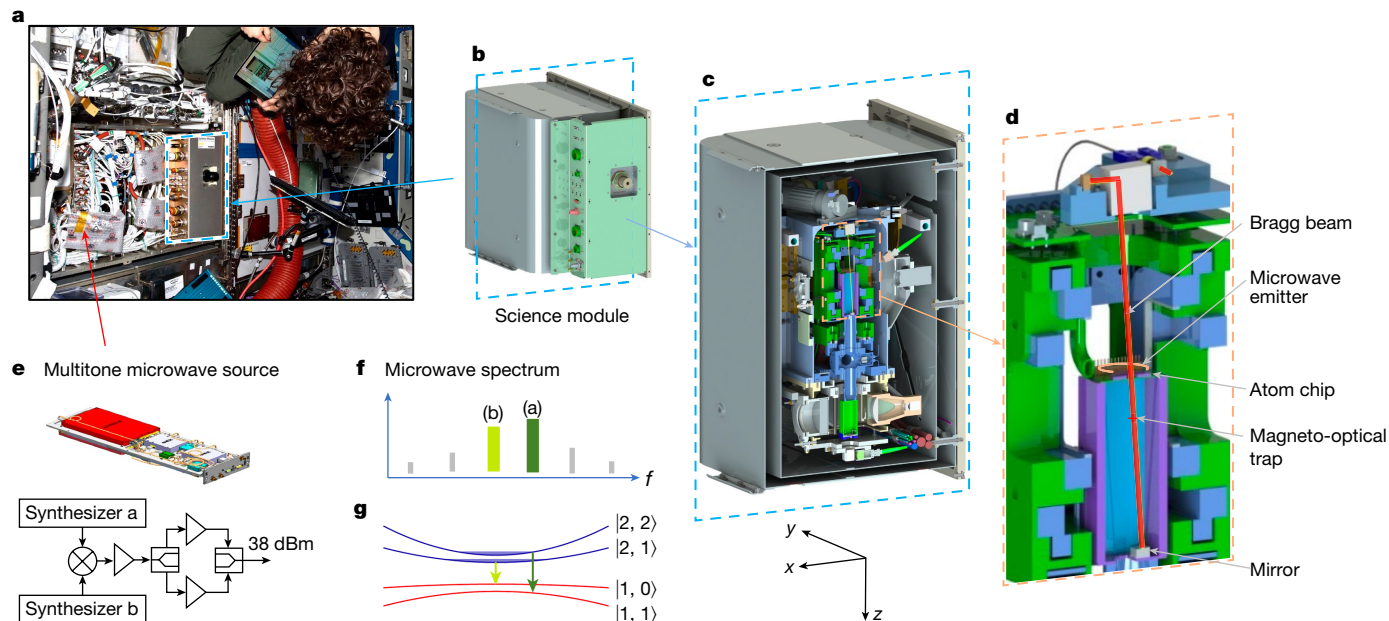 a
b
c
d
Science module
Bragg beam
Microwave
emitter
Atom chip
Magneto-optical
trap
Mirror
e Multitone microwave source
Synthesizer a
Synthesizer b
38 dBm
f Microwave spectrum
(b)
(a)
f
g
|2, 2⟩
|2, 1⟩
|1, 0⟩
|1, 1⟩
y
x
z